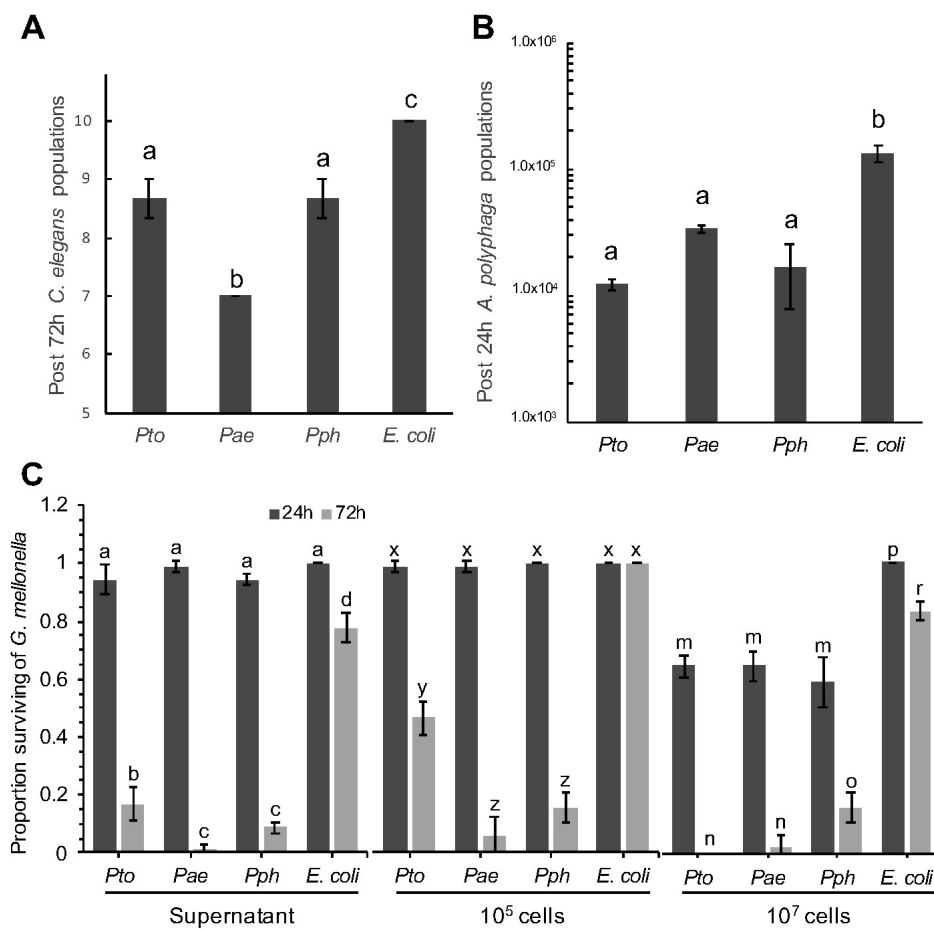 A
Post 72h C. elegans populations
10
9
8
7
6
5
a
b
a
c
Pto Pae Pph E. coli
B
Post 24h A. polyphaga populations
1.0x10⁶
1.0x10⁵
1.0x10⁴
1.0x10³
a
a
a
b
Pto Pae Pph E. coli
C
Proportion surviving of G. mellonella
1.2
1
0.8
0.6
0.4
0.2
0
24h 72h
a b a c a c a d
x y x z x z x x
m n m n m o p r
Pto Pae Pph E. coli Pto Pae Pph E. coli Pto Pae Pph E. coli
Supernatant 10⁵ cells 10⁷ cells